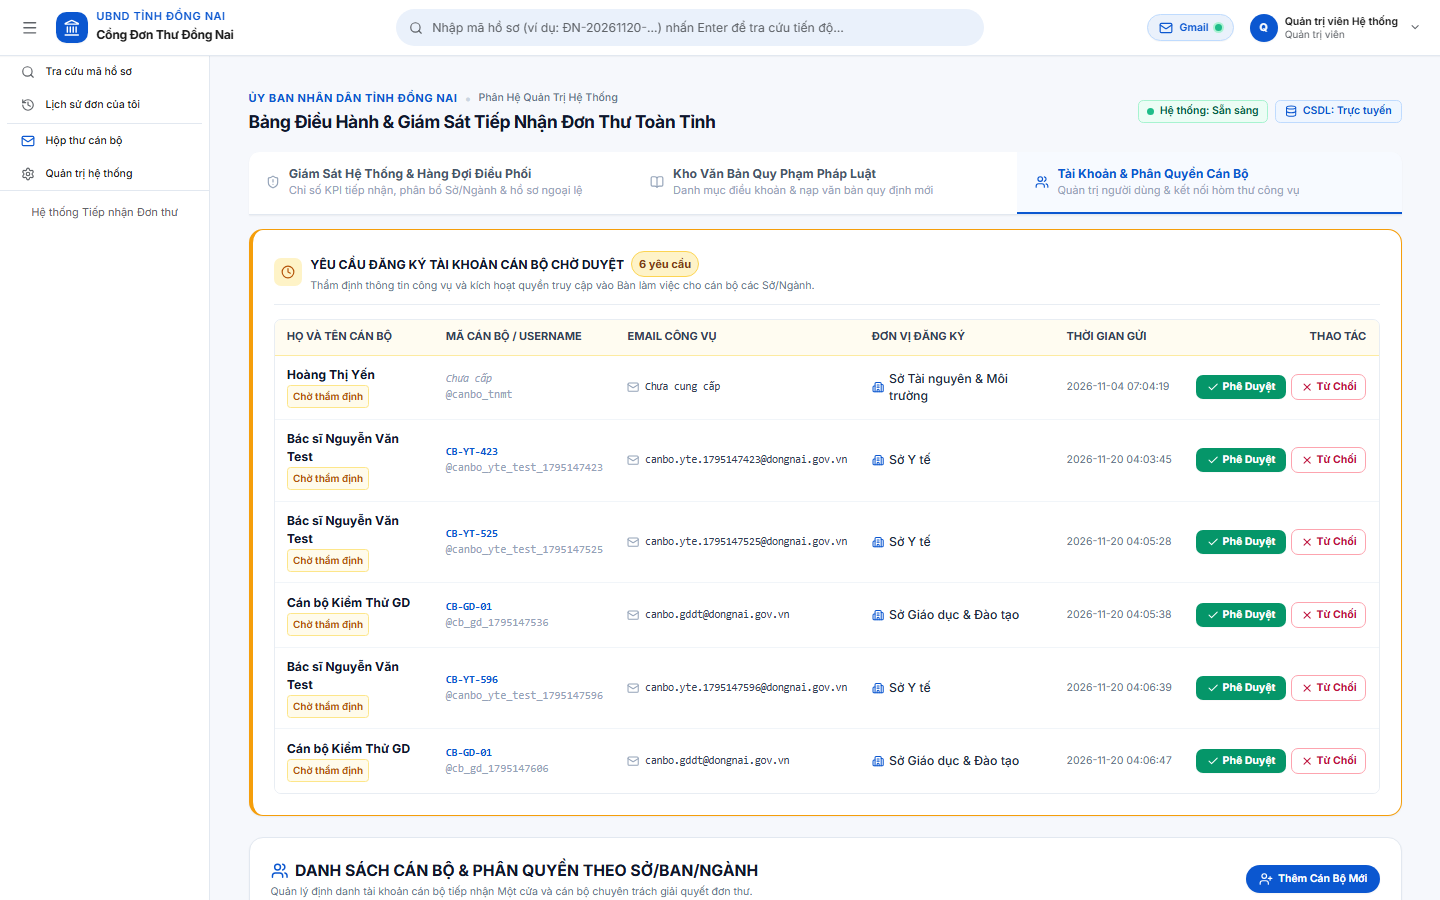 UBND TỈNH ĐỒNG NAI
Cổng Đơn Thư Đồng Nai
Nhập mã hồ sơ (ví dụ: ĐN-20261120-...) nhấn Enter để tra cứu tiến độ...
Gmail
Q
Quản trị viên Hệ thống
Quản trị viên
Tra cứu mã hồ sơ
Lịch sử đơn của tôi
Hộp thư cán bộ
Quản trị hệ thống
Hệ thống Tiếp nhận Đơn thư
ỦY BAN NHÂN DÂN TỈNH ĐỒNG NAI • Phân Hệ Quản Trị Hệ Thống
Bảng Điều Hành & Giám Sát Tiếp Nhận Đơn Thư Toàn Tỉnh
Hệ thống: Sẵn sàng
CSDL: Trực tuyến
Giám Sát Hệ Thống & Hàng Đợi Điều Phối
Chỉ số KPI tiếp nhận, phân bổ Sở/Ngành & hồ sơ ngoại lệ
Kho Văn Bản Quy Phạm Pháp Luật
Danh mục điều khoản & nạp văn bản quy định mới
Tài Khoản & Phân Quyền Cán Bộ
Quản trị người dùng & kết nối hòm thư công vụ
YÊU CẦU ĐĂNG KÝ TÀI KHOẢN CÁN BỘ CHỜ DUYỆT 6 yêu cầu
Thẩm định thông tin công vụ và kích hoạt quyền truy cập vào Bàn làm việc cho cán bộ các Sở/Ngành.
HỌ VÀ TÊN CÁN BỘ MÃ CÁN BỘ / USERNAME EMAIL CÔNG VỤ ĐƠN VỊ ĐĂNG KÝ THỜI GIAN GỬI THAO TÁC
Hoàng Thị Yến
Chờ thẩm định
Chưa cấp
@canbo_tnmt
Chưa cung cấp
Sở Tài nguyên & Môi
trường
2026-11-04 07:04:19
Phê Duyệt
Từ Chối
Bác sĩ Nguyễn Văn
Test
Chờ thẩm định
CB-YT-423
@canbo_yte_test_1795147423
canbo.yte.1795147423@dongnai.gov.vn
Sở Y tế
2026-11-20 04:03:45
Phê Duyệt
Từ Chối
Bác sĩ Nguyễn Văn
Test
Chờ thẩm định
CB-YT-525
@canbo_yte_test_1795147525
canbo.yte.1795147525@dongnai.gov.vn
Sở Y tế
2026-11-20 04:05:28
Phê Duyệt
Từ Chối
Cán bộ Kiểm Thử GD
Chờ thẩm định
CB-GD-01
@cb_gd_1795147536
canbo.gddt@dongnai.gov.vn
Sở Giáo dục & Đào tạo
2026-11-20 04:05:38
Phê Duyệt
Từ Chối
Bác sĩ Nguyễn Văn
Test
Chờ thẩm định
CB-YT-596
@canbo_yte_test_1795147596
canbo.yte.1795147596@dongnai.gov.vn
Sở Y tế
2026-11-20 04:06:39
Phê Duyệt
Từ Chối
Cán bộ Kiểm Thử GD
Chờ thẩm định
CB-GD-01
@cb_gd_1795147606
canbo.gddt@dongnai.gov.vn
Sở Giáo dục & Đào tạo
2026-11-20 04:06:47
Phê Duyệt
Từ Chối
DANH SÁCH CÁN BỘ & PHÂN QUYỀN THEO SỞ/BAN/NGÀNH
Quản lý định danh tài khoản cán bộ tiếp nhận Một cửa và cán bộ chuyên trách giải quyết đơn thư.
Thêm Cán Bộ Mới